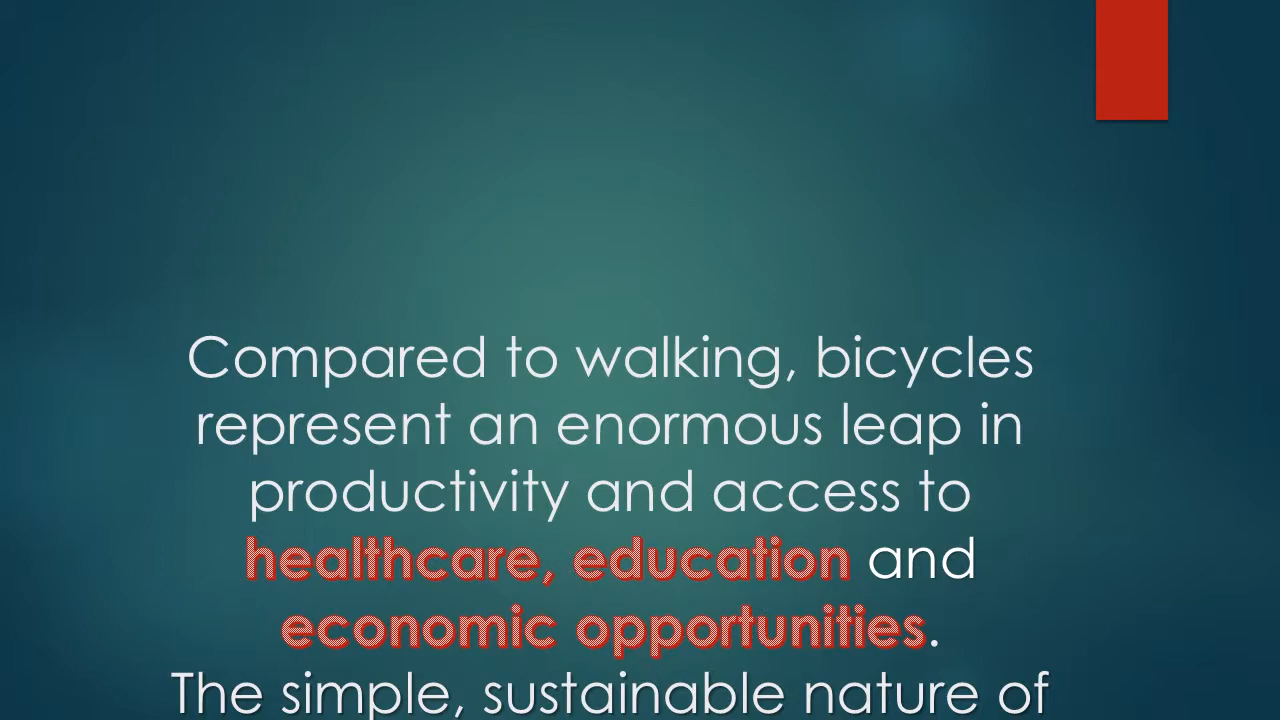 Compared to walking, bicycles
represent an enormous leap in
productivity and access to
healthcare, education and
economic opportunities.
The simple, sustainable nature of